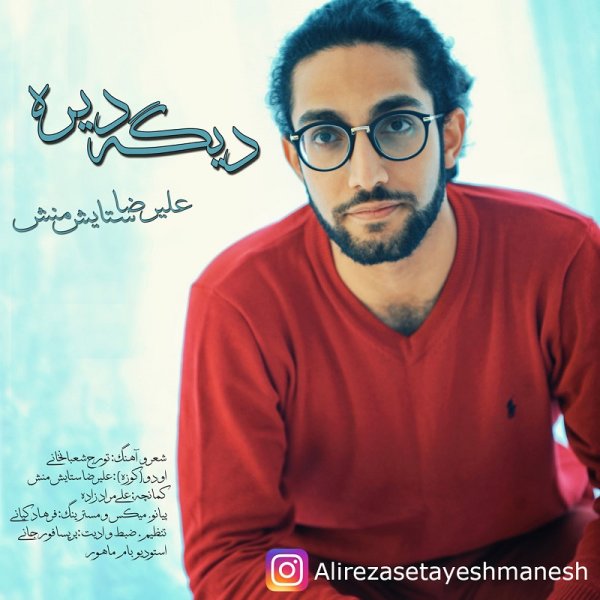 دیگه دیره
علیرضا ستایش منش
شعر و آهنگ: تورج شعبانخانی
اودو(کوزه): علیرضا ستایش منش
کمانچه: علی مرادزاده
پیانو، میکس و مسترینگ: فرهاد کیانی
تنظیم، ضبط و ادیت: پریسا فورجانی
استودیو بام ماهور
Alirezasetayeshmanesh